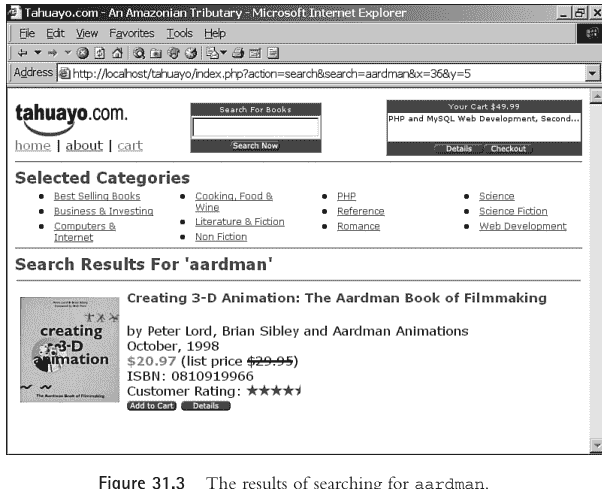 Tahuayo.com - An Amazonian Tributary - Microsoft Internet Explorer
File Edit View Favorites Tools Help
Address http://localhost/tahuayo/index.php?action=search&search=aardman&x=36&y=5
tahuayo.com.
home | about | cart
Search For Books
Search Now
Your Cart $49.99
PHP and MySQL Web Development, Second...
Details Checkout
Selected Categories
Best Selling Books
Business & Investing
Computers &
Internet
Cooking, Food &
Wine
Literature & Fiction
Non Fiction
PHP
Reference
Romance
Science
Science Fiction
Web Development
Search Results For 'aardman'
creating
3-D
animation
The Aardman Book of Filmmaking
Creating 3-D Animation: The Aardman Book of Filmmaking
by Peter Lord, Brian Sibley and Aardman Animations
October, 1998
$20.97 (list price $29.95)
ISBN: 0810919966
Customer Rating:
Add to Cart Details
Figure 31.3 The results of searching for aardman.